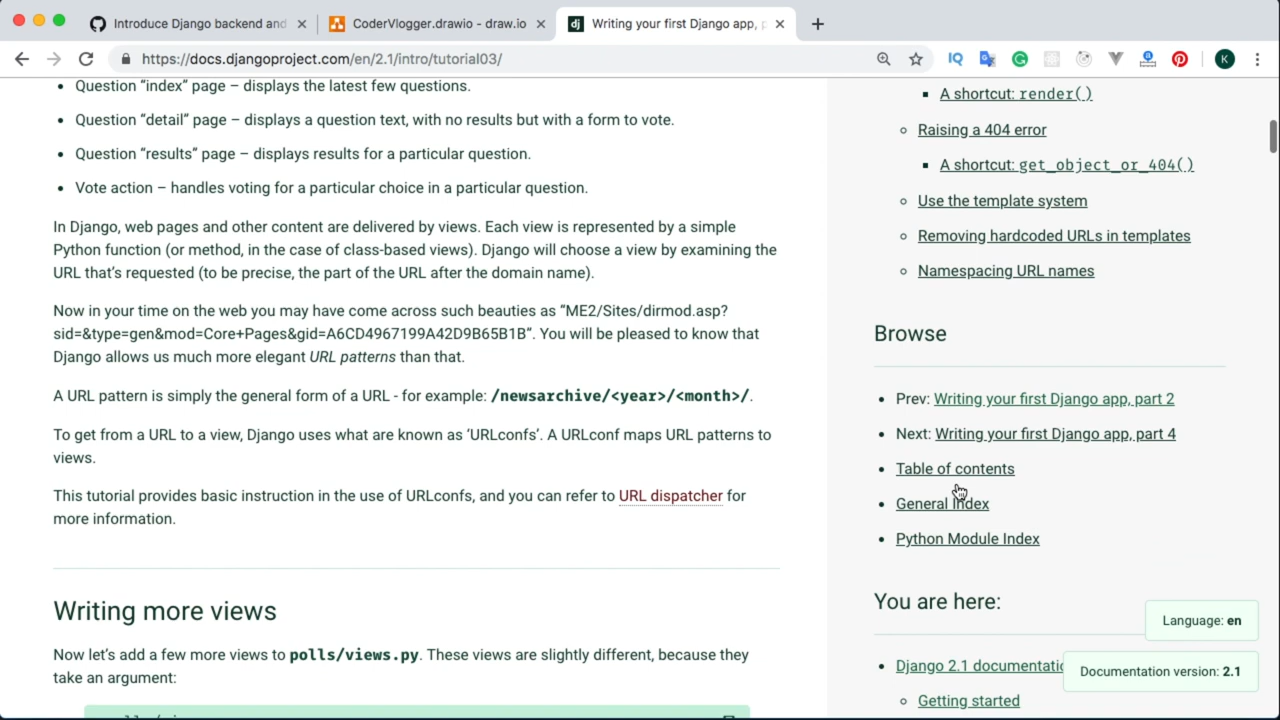 Introduce Django backend and
CoderVlogger.drawio - draw.io
Writing your first Django app, p
https://docs.djangoproject.com/en/2.1/intro/tutorial03/
K
Question “index” page – displays the latest few questions.
Question “detail” page – displays a question text, with no results but with a form to vote.
Question “results” page – displays results for a particular question.
Vote action – handles voting for a particular choice in a particular question.
In Django, web pages and other content are delivered by views. Each view is represented by a simple
Python function (or method, in the case of class-based views). Django will choose a view by examining the
URL that’s requested (to be precise, the part of the URL after the domain name).
Now in your time on the web you may have come across such beauties as “ME2/Sites/dirmod.asp?
sid=&type=gen&mod=Core+Pages&gid=A6CD4967199A42D9B65B1B”. You will be pleased to know that
Django allows us much more elegant URL patterns than that.
A URL pattern is simply the general form of a URL - for example: /newsarchive/<year>/<month>/.
To get from a URL to a view, Django uses what are known as ‘URLconfs’. A URLconf maps URL patterns to
views.
This tutorial provides basic instruction in the use of URLconfs, and you can refer to URL dispatcher for
more information.
Writing more views
Now let’s add a few more views to polls/views.py. These views are slightly different, because they
take an argument:
A shortcut: render()
Raising a 404 error
A shortcut: get_object_or_404()
Use the template system
Removing hardcoded URLs in templates
Namespacing URL names
Browse
Prev: Writing your first Django app, part 2
Next: Writing your first Django app, part 4
Table of contents
General Index
Python Module Index
You are here:
Language: en
Django 2.1 documentatio
Documentation version: 2.1
Getting started